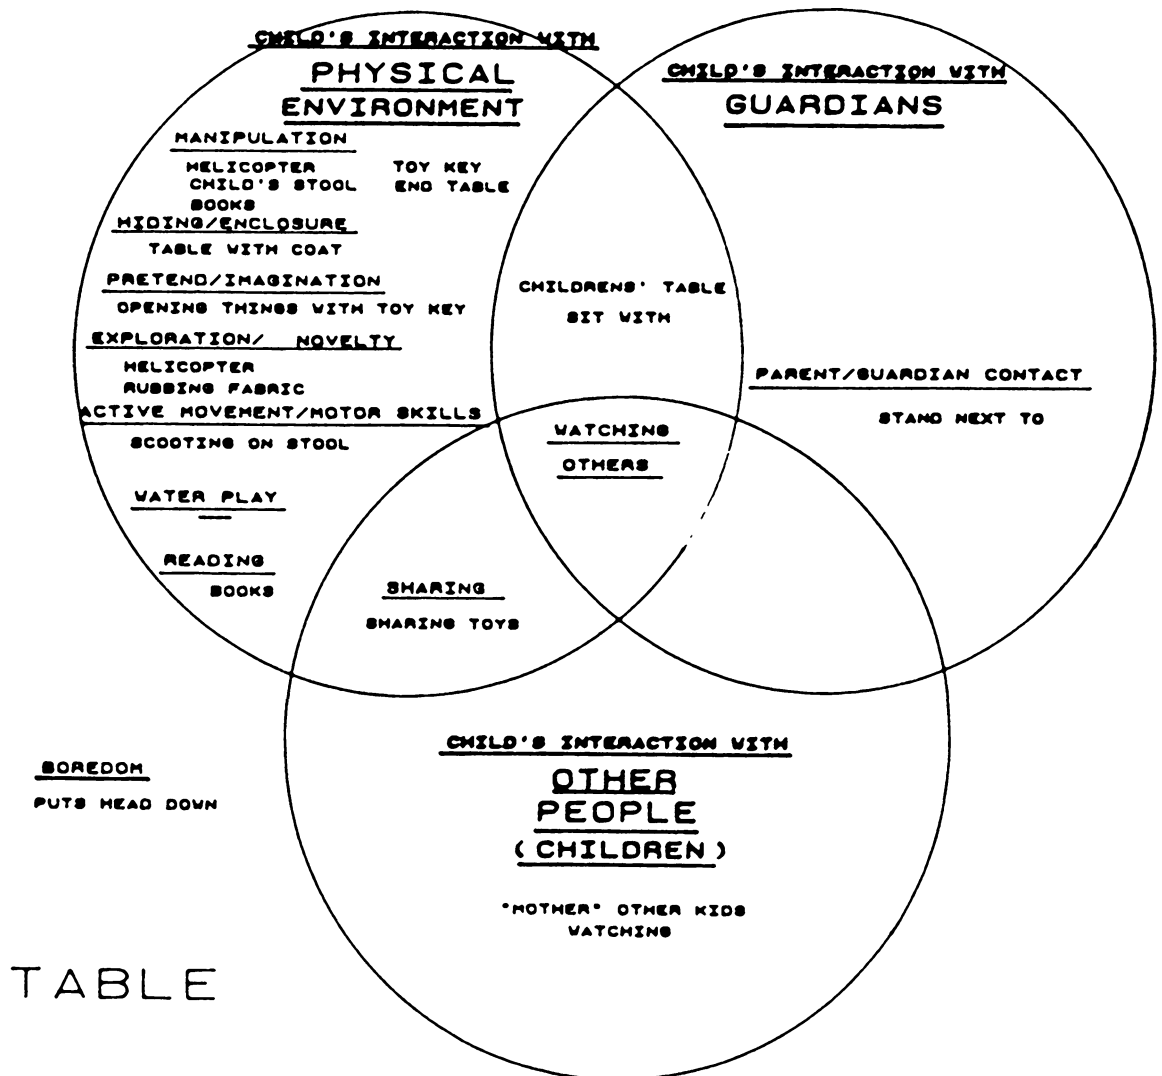 CHILD'S INTERACTION WITH
PHYSICAL
ENVIRONMENT
MANIPULATION
HELICOPTER TOY KEY
CHILD'S STOOL END TABLE
BOOKS
HIDING/ENCLOSURE
TABLE WITH COAT
PRETEND/IMAGINATION
OPENING THINGS WITH TOY KEY
EXPLORATION/ NOVELTY
HELICOPTER
RUBBING FABRIC
ACTIVE MOVEMENT/MOTOR SKILLS
SCOOTING ON STOOL
WATER PLAY
READING
BOOKS
CHILD'S INTERACTION WITH
GUARDIANS
CHILDRENS' TABLE
SIT WITH
PARENT/GUARDIAN CONTACT
STAND NEXT TO
WATCHING
OTHERS
SHARING
SHARING TOYS
CHILD'S INTERACTION WITH
OTHER
PEOPLE
(CHILDREN)
"MOTHER" OTHER KIDS
WATCHING
BOREDOM
PUTS HEAD DOWN
TABLE